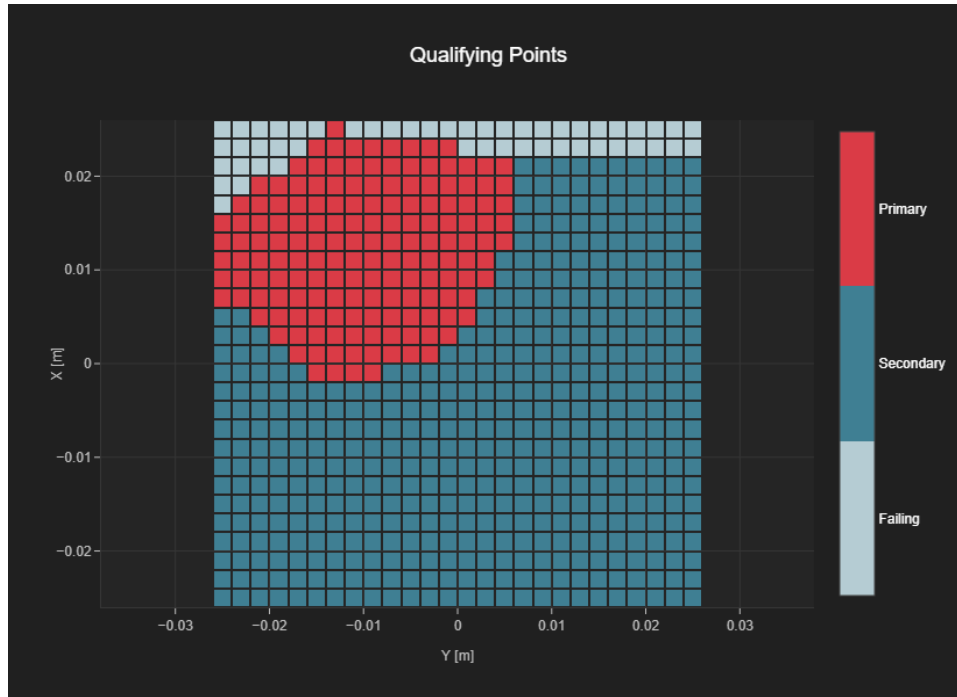 Qualifying Points
0.02
0.01
0
−0.01
−0.02
X [m]
−0.03
−0.02
−0.01
0
0.01
0.02
0.03
Y [m]
Primary
Secondary
Failing